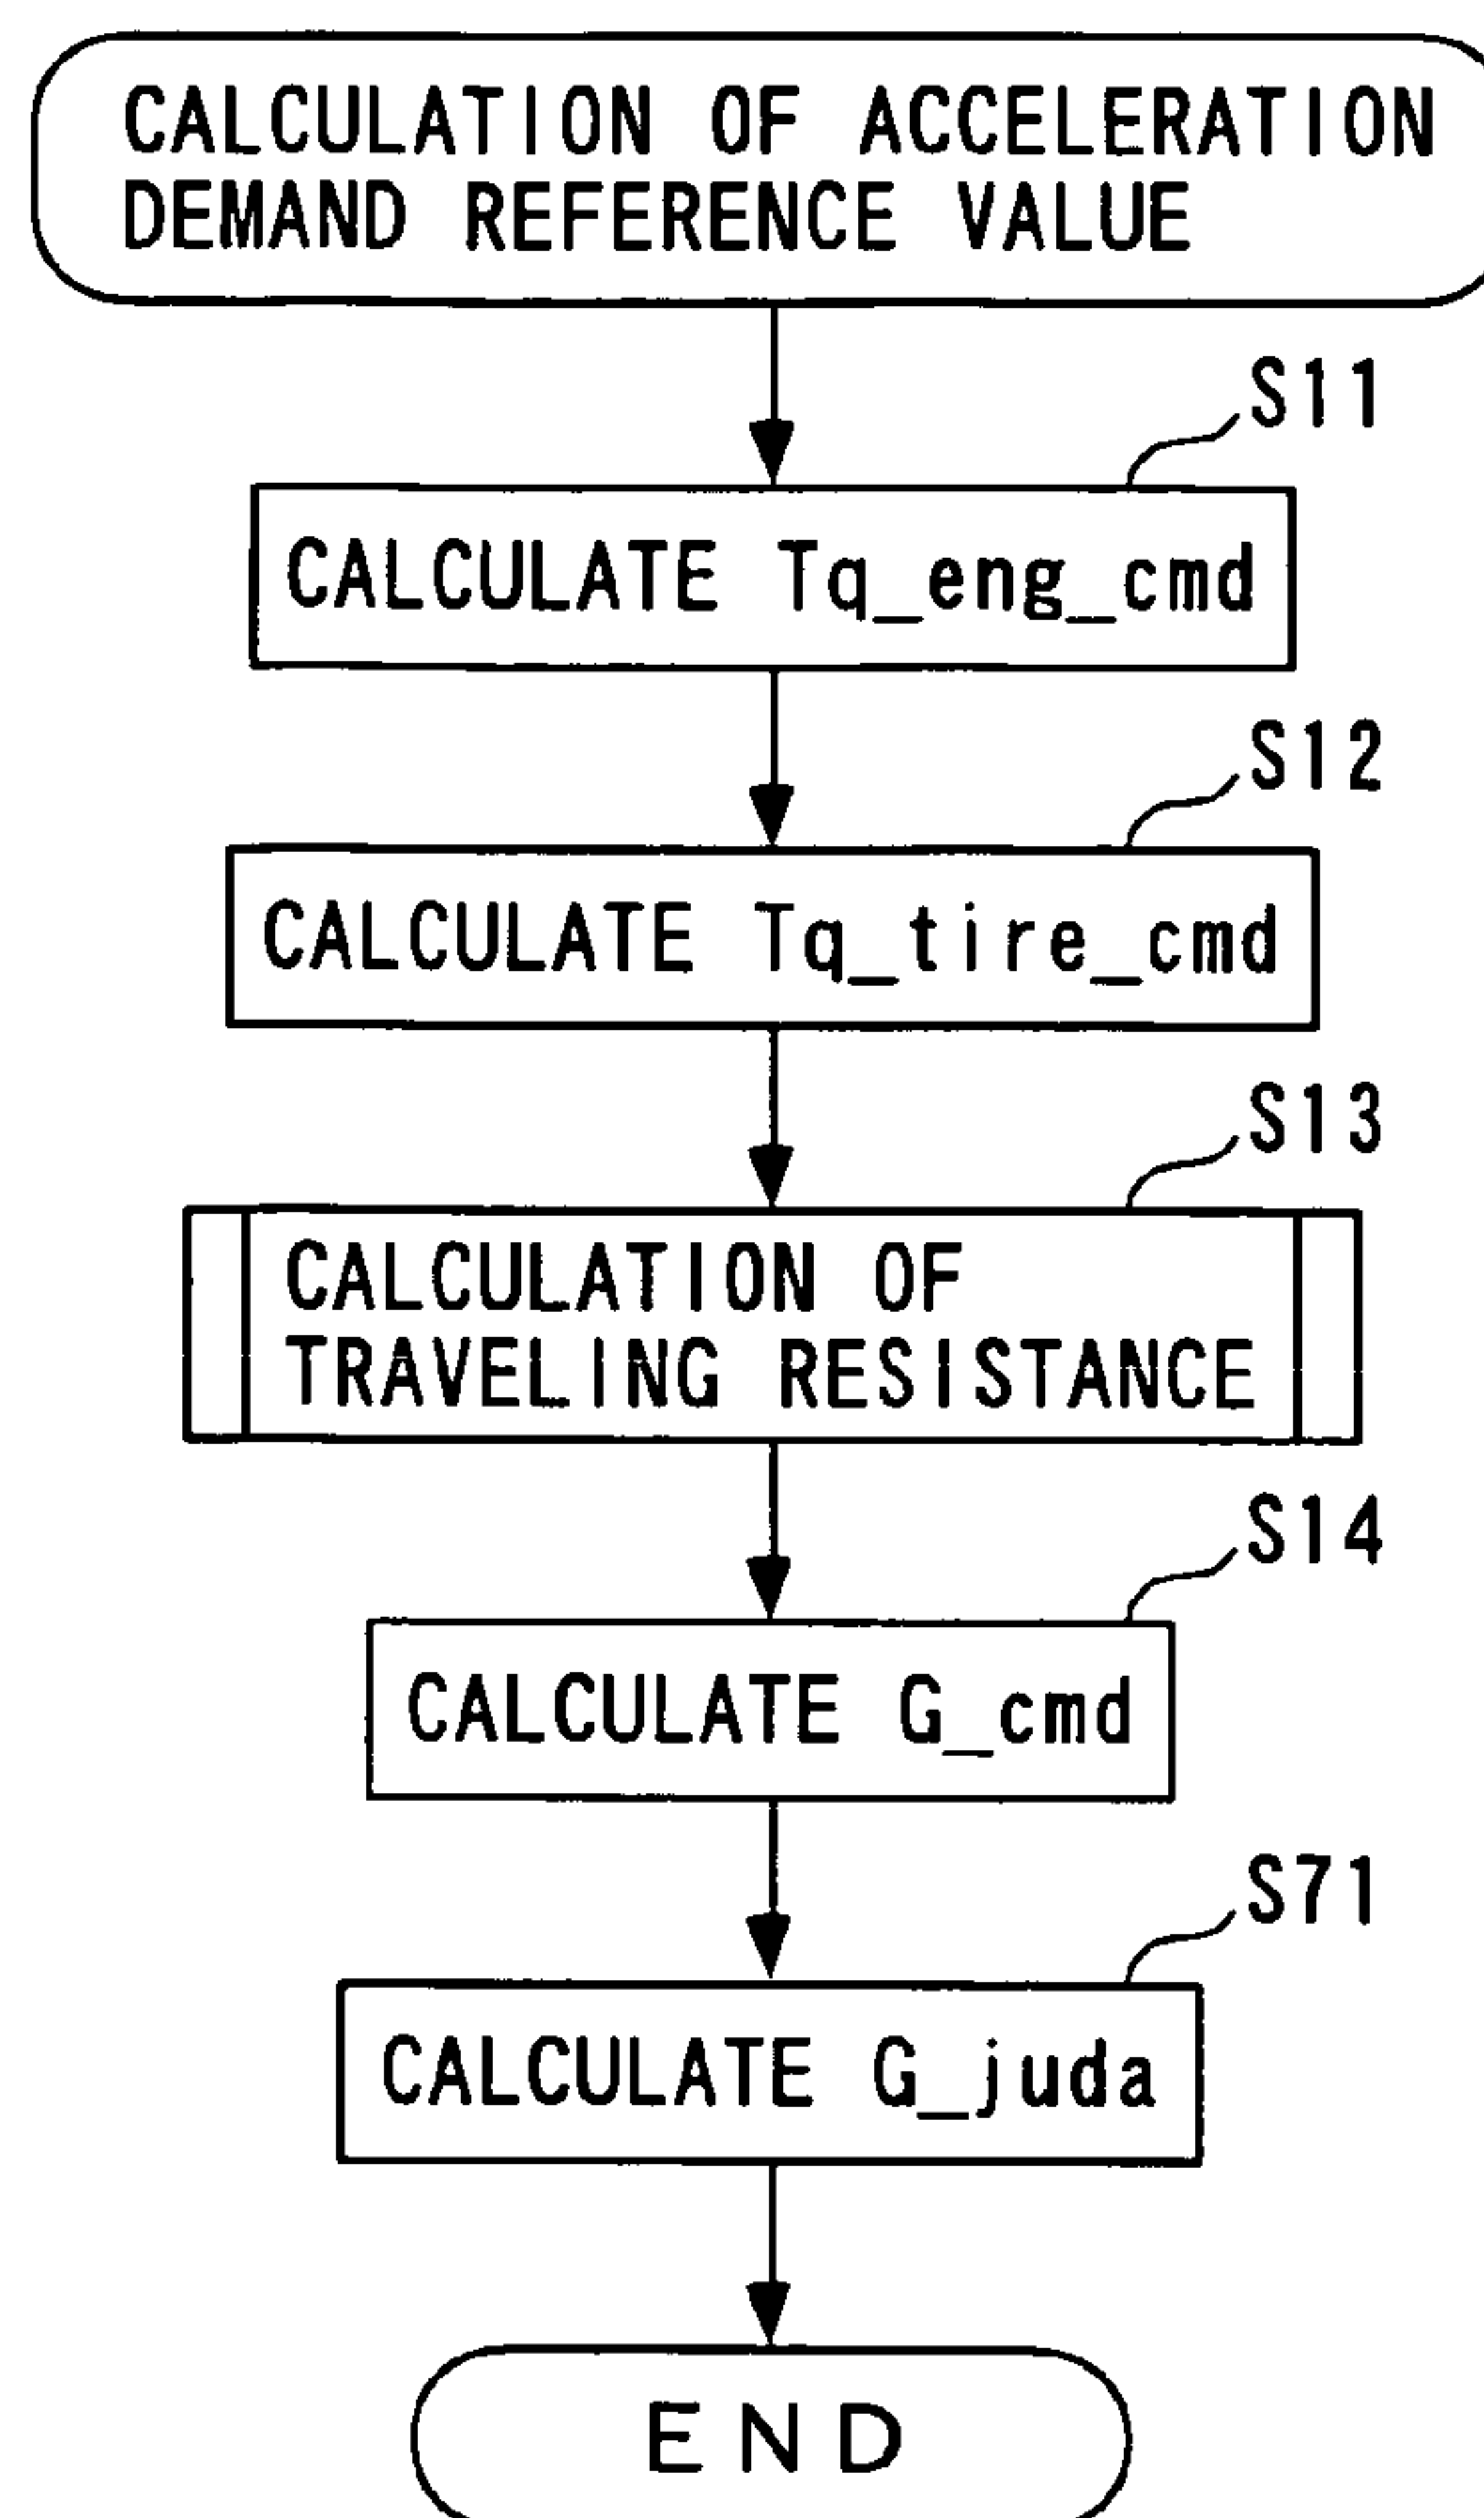 CALCULATION OF ACCELERATION
DEMAND REFERENCE VALUE
S11
CALCULATE Tq_eng_cmd
S12
CALCULATE Tq_tire_cmd
S13
CALCULATION OF
TRAVELING RESISTANCE
S14
CALCULATE G_cmd
S71
CALCULATE G_juda
END